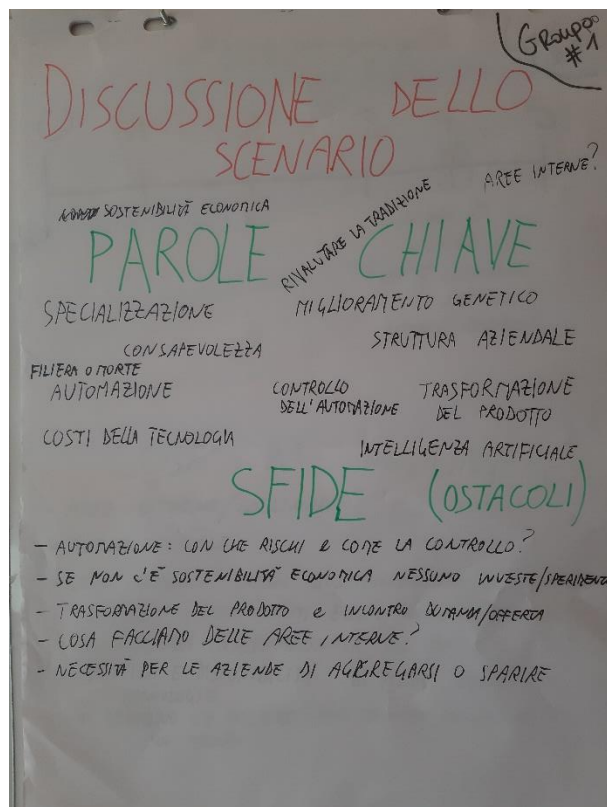 GROUPOO
#1
DISCUSSIONE DELLO
SCENARIO
AREE INTERNE?
SOSTENIBILITÀ ECONOMICA
RIVALUTARE LA TRADIZIONE
PAROLE CHIAVE
SPECIALIZZAZIONE
MIGLIORAMENTO GENETICO
CONSAPEVOLEZZA
STRUTTURA AZIENDALE
FILIERA O MORTE
AUTOMAZIONE
CONTROLLO
DELL'AUTOMAZIONE
TRASFORMAZIONE
DEL PRODOTTO
COSTI DELLA TECNOLOGIA
INTELLIGENZA ARTIFICIALE
SFIDE (OSTACOLI)
- AUTOMAZIONE: CON CHE RISCHI e COME LA CONTROLLO?
- SE NON C'È SOSTENIBILITÀ ECONOMICA NESSUNO INVESTE/SPERIMENTA
- TRASFORMAZIONE DEL PRODOTTO e INCONTRO DOMANDA/OFFERTA
- COSA FACCIAMO DELLE AREE INTERNE?
- NECESSITÀ PER LE AZIENDE DI AGGREGARSI O SPARIRE